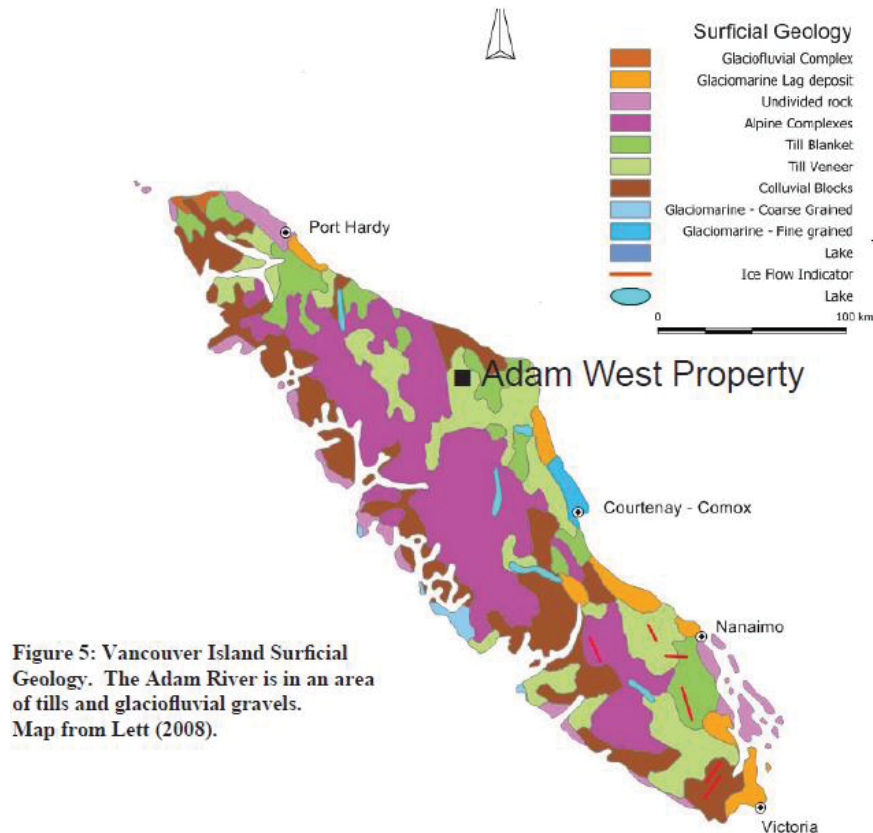 Surficial Geology
Glaciofluvial Complex
Glaciomarine Lag deposit
Undivided rock
Alpine Complexes
Till Blanket
Till Veneer
Colluvial Blocks
Glaciomarine - Coarse Grained
Glaciomarine - Fine grained
Lake
Ice Flow Indicator
Lake
0 100 km
Port Hardy
Adam West Property
Courtenay - Comox
Nanaimo
Victoria
Figure 5: Vancouver Island Surficial
Geology. The Adam River is in an area
of tills and glaciofluvial gravels.
Map from Lett (2008).